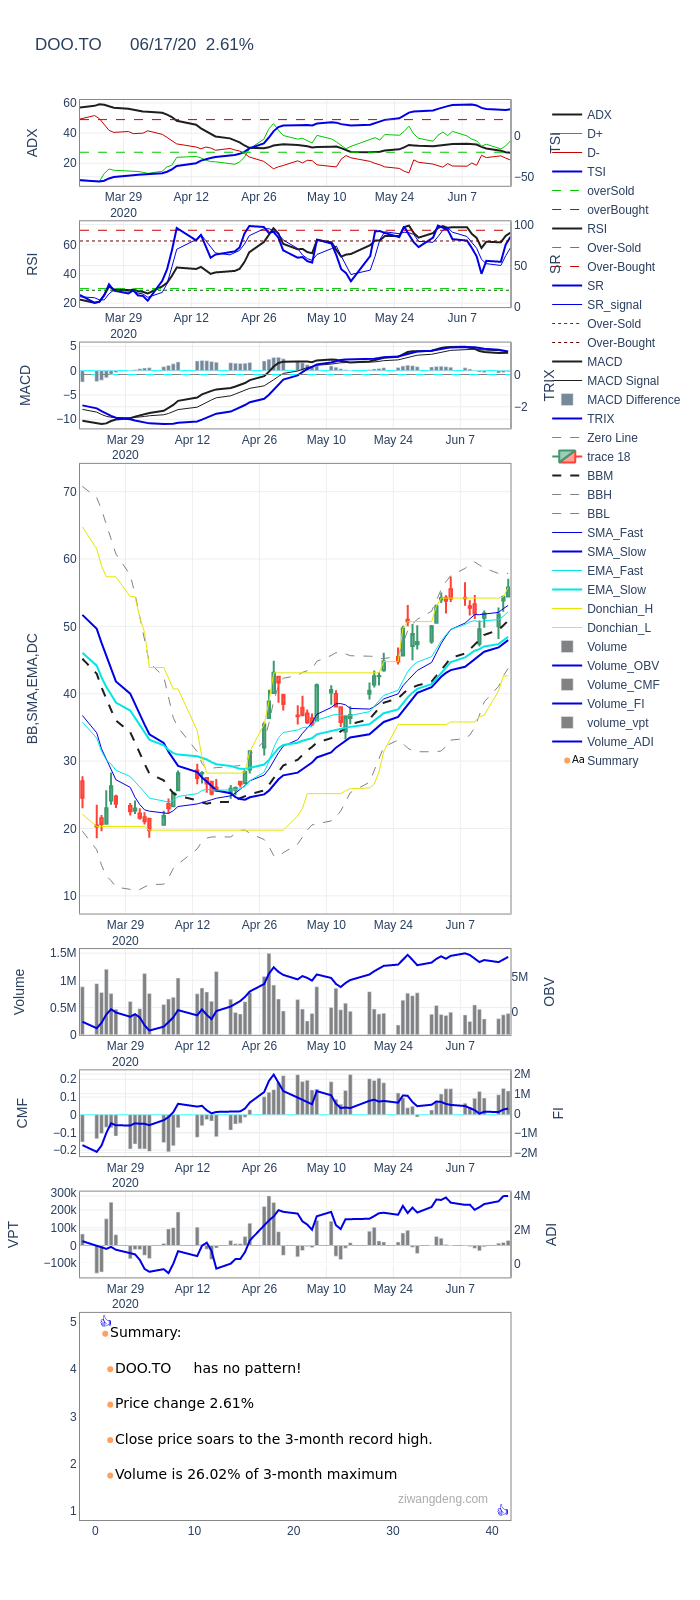 DOO.TO 06/17/20 2.61%
60
40
20
ADX
0
−50
TSI
Mar 29 Apr 12 Apr 26 May 10 May 24 Jun 7
2020
60
40
20
RSI
100
50
0
SR
Mar 29 Apr 12 Apr 26 May 10 May 24 Jun 7
2020
5
0
−5
−10
MACD
0
−2
TRIX
Mar 29 Apr 12 Apr 26 May 10 May 24 Jun 7
2020
70
60
50
40
30
20
10
BB,SMA,EMA,DC
Mar 29 Apr 12 Apr 26 May 10 May 24 Jun 7
2020
1.5M
1M
0.5M
0
Volume
5M
0
OBV
Mar 29 Apr 12 Apr 26 May 10 May 24 Jun 7
2020
0.2
0.1
0
−0.1
−0.2
CMF
2M
1M
0
−1M
−2M
FI
Mar 29 Apr 12 Apr 26 May 10 May 24 Jun 7
2020
300k
200k
100k
0
−100k
VPT
4M
2M
0
ADI
Mar 29 Apr 12 Apr 26 May 10 May 24 Jun 7
2020
5
4
3
2
1
Summary:
DOO.TO has no pattern!
Price change 2.61%
Close price soars to the 3-month record high.
Volume is 26.02% of 3-month maximum
ziwangdeng.com
0 10 20 30 40
ADX
D+
D-
TSI
overSold
overBought
RSI
Over-Sold
Over-Bought
SR
SR_signal
Over-Sold
Over-Bought
MACD
MACD Signal
MACD Difference
TRIX
Zero Line
trace 18
BBM
BBH
BBL
SMA_Fast
SMA_Slow
EMA_Fast
EMA_Slow
Donchian_H
Donchian_L
Volume
Volume_OBV
Volume_CMF
Volume_FI
volume_vpt
Volume_ADI
Aa Summary